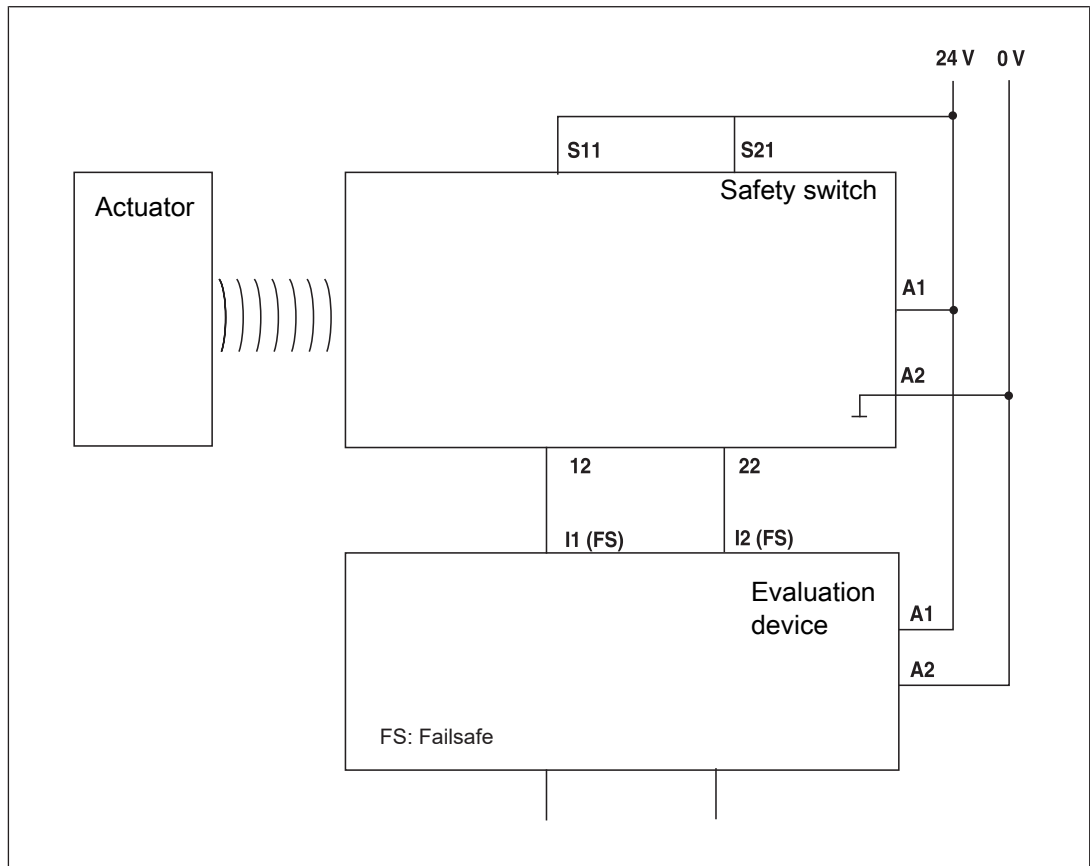 24 V 0 V
S11 S21
Safety switch
Actuator
A1
A2
12 22
I1 (FS) I2 (FS)
Evaluation
device
A1
A2
FS: Failsafe